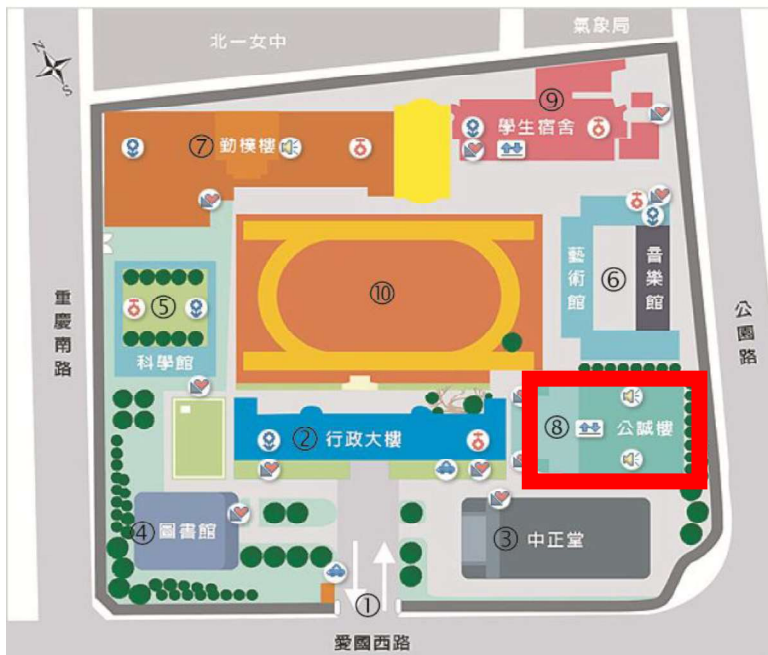 北一女中
氣象局
N
S
⑨
學生宿舍
⑦ 勤樸樓
藝術館
⑥
音樂館
重慶南路
⑤
科學館
⑩
公園路
② 行政大樓
⑧ 公誠樓
④ 圖書館
③ 中正堂
①
愛國西路